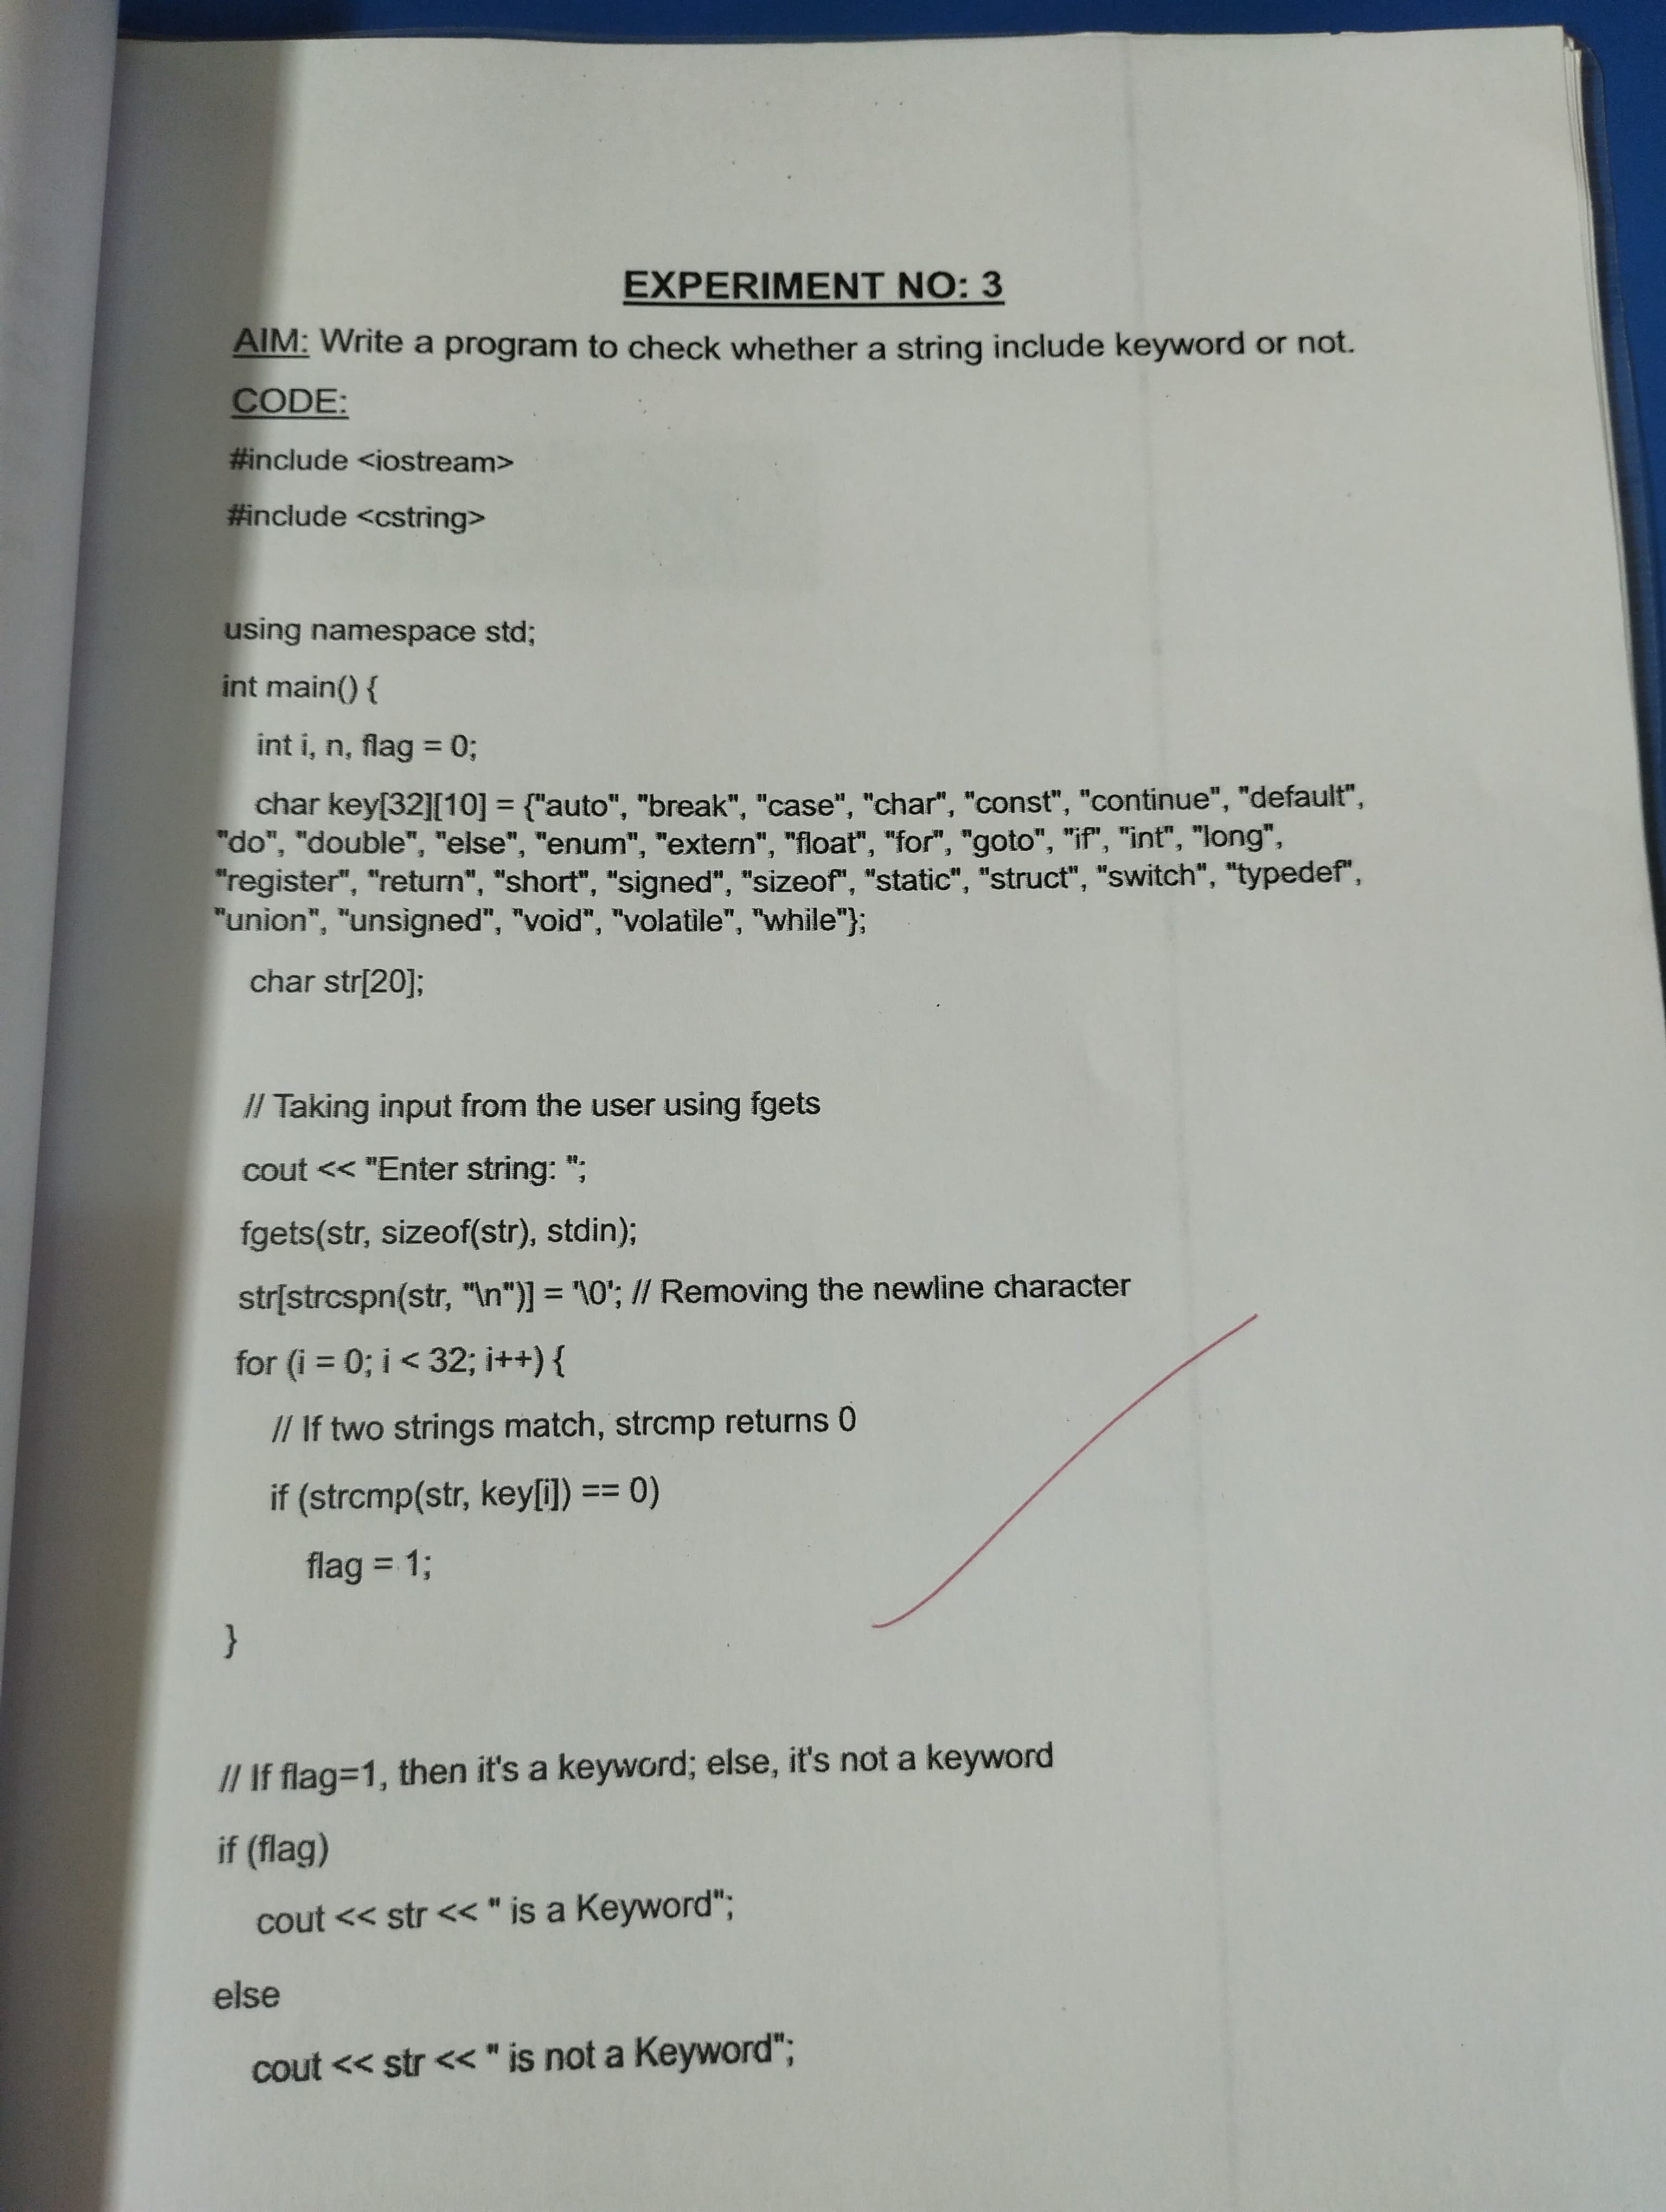 EXPERIMENT NO: 3
AIM: Write a program to check whether a string include keyword or not.
CODE:
#include <iostream>
#include <cstring>
using namespace std;
int main() {
int i, n, flag = 0;
char key[32][10] = {"auto", "break", "case", "char", "const", "continue", "default",
"do", "double", "else", "enum", "extern", "float", "for", "goto", "if", "int", "long",
"register", "return", "short", "signed", "sizeof", "static", "struct", "switch", "typedef",
"union", "unsigned", "void", "volatile", "while"};
char str[20];
// Taking input from the user using fgets
cout << "Enter string: ";
fgets(str, sizeof(str), stdin);
str[strcspn(str, "\n")] = '\0'; // Removing the newline character
for (i = 0; i < 32; i++) {
// If two strings match, strcmp returns 0
if (strcmp(str, key[i]) == 0)
flag = 1;
}
// If flag=1, then it's a keyword; else, it's not a keyword
if (flag)
cout << str << " is a Keyword";
else
cout << str << " is not a Keyword";